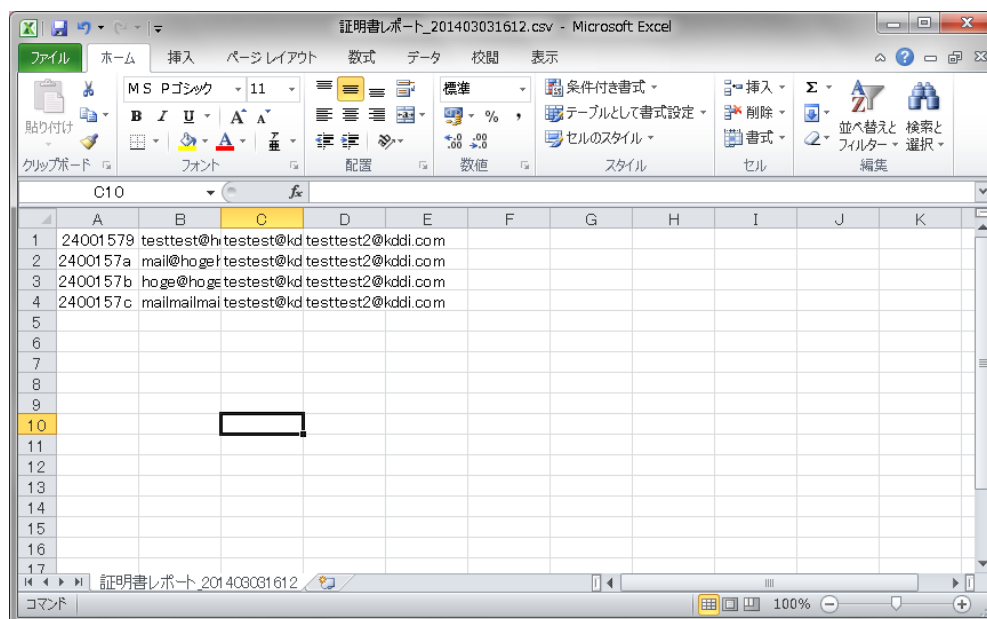 証明書レポート_201403031612.csv - Microsoft Excel
ファイル ホーム 挿入 ページ レイアウト 数式 データ 校閲 表示
貼り付け
クリップボード
MS Pゴシック 11
B I U A A
A 亜
フォント
配置
標準
% ,
.0 .00 .00 .0
数値
条件付き書式
テーブルとして書式設定
セルのスタイル
スタイル
挿入
削除
書式
セル
Σ
並べ替えと フィルター
検索と 選択
編集
C10 fx
A B C D E F G H I J K
1 24001579 testtest@h testest@kd testtest2@kddi.com
2 2400157a mail@hoge testest@kd testtest2@kddi.com
3 2400157b hoge@hoge testest@kd testtest2@kddi.com
4 2400157c mailmailmai testest@kd testtest2@kddi.com
5
6
7
8
9
10
11
12
13
14
15
16
17
証明書レポート_201403031612
コマンド 100%